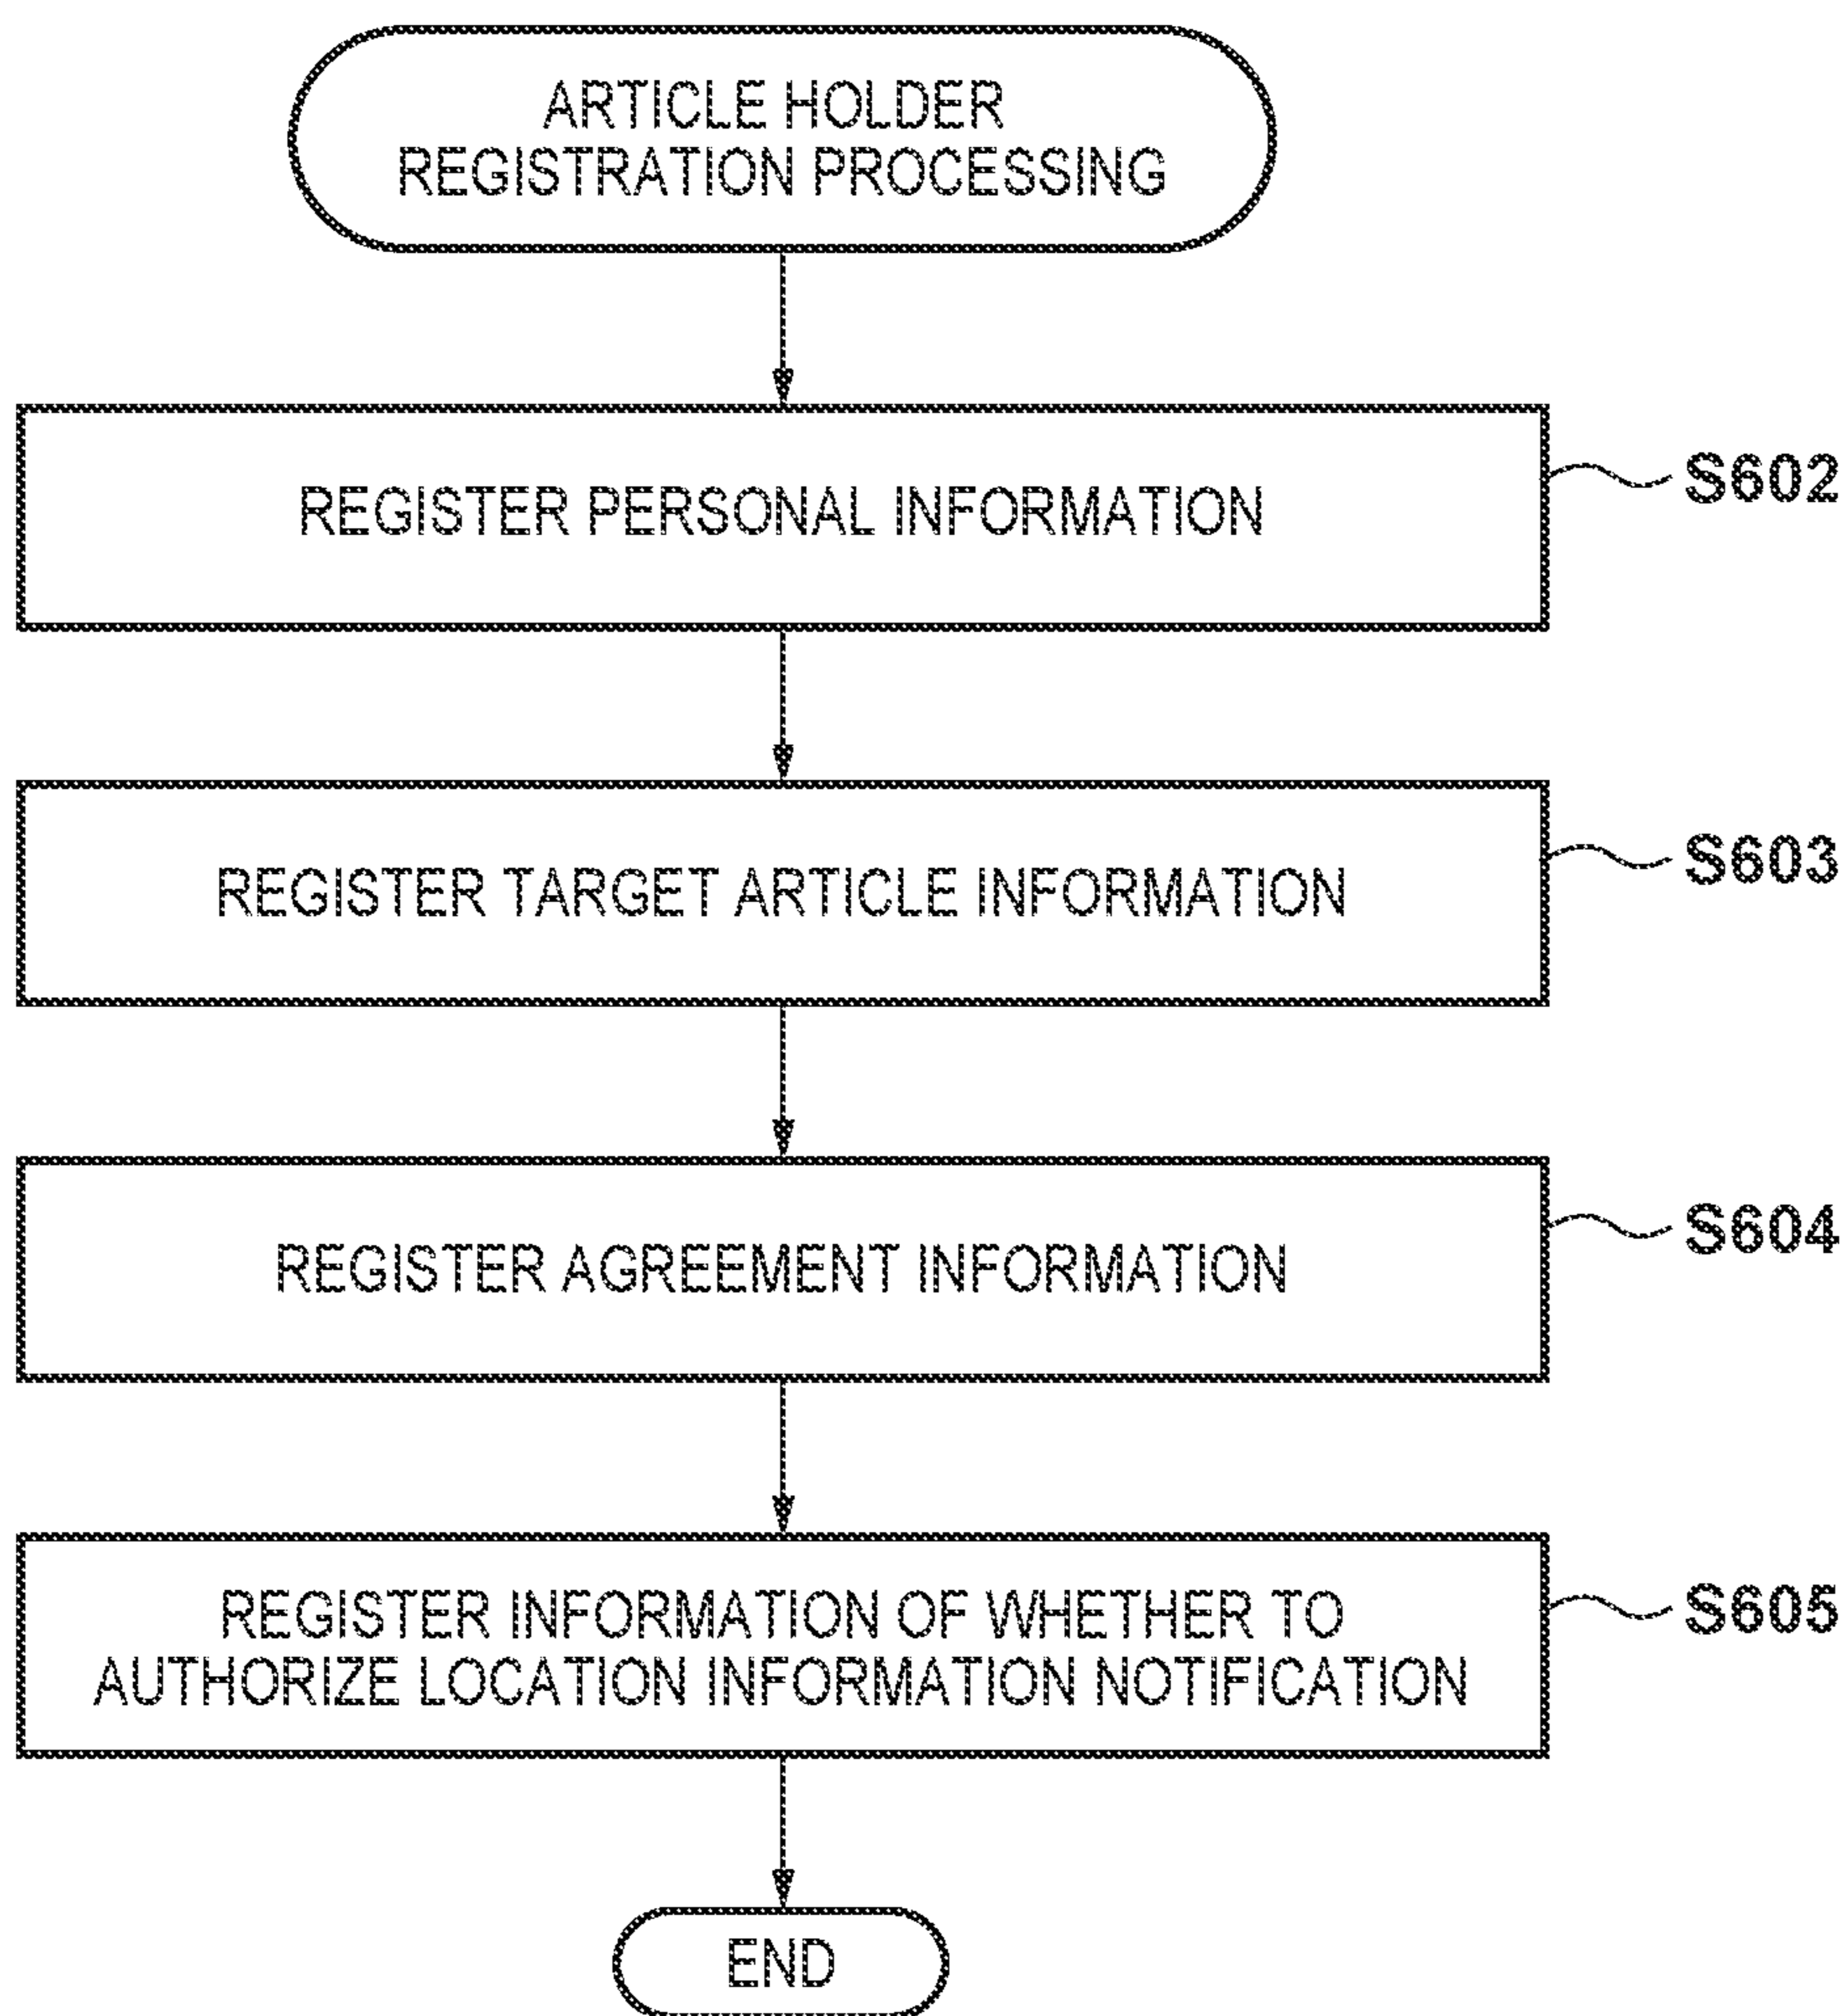 ARTICLE HOLDER
REGISTRATION PROCESSING
REGISTER PERSONAL INFORMATION
S602
REGISTER TARGET ARTICLE INFORMATION
S603
REGISTER AGREEMENT INFORMATION
S604
REGISTER INFORMATION OF WHETHER TO
AUTHORIZE LOCATION INFORMATION NOTIFICATION
S605
END